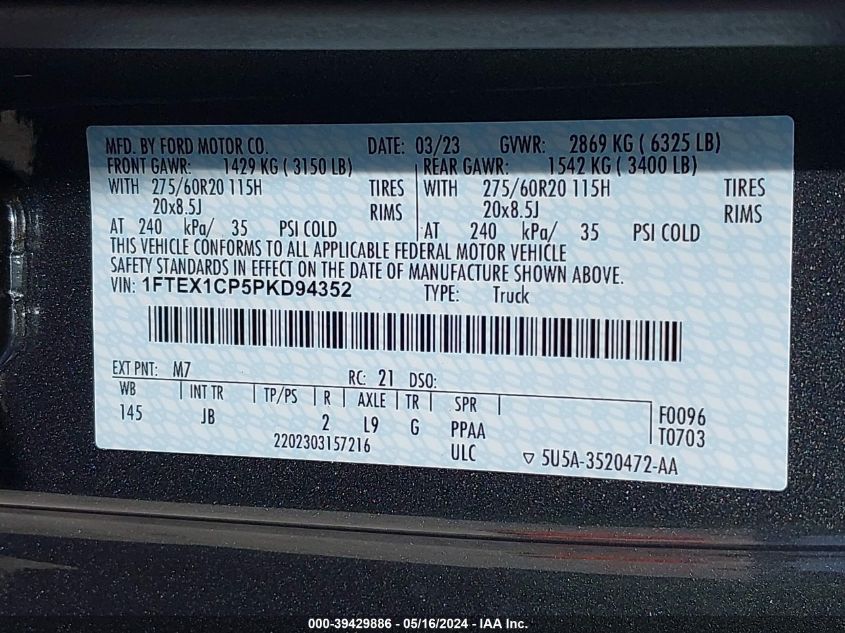 MFD. BY FORD MOTOR CO. DATE: 03/23 GVWR: 2869 KG ( 6325 LB)
FRONT GAWR: 1429 KG ( 3150 LB) REAR GAWR: 1542 KG ( 3400 LB)
WITH 275/60R20 115H TIRES WITH 275/60R20 115H TIRES
20x8.5J RIMS 20x8.5J RIMS
AT 240 kPa/ 35 PSI COLD AT 240 kPa/ 35 PSI COLD
THIS VEHICLE CONFORMS TO ALL APPLICABLE FEDERAL MOTOR VEHICLE
SAFETY STANDARDS IN EFFECT ON THE DATE OF MANUFACTURE SHOWN ABOVE.
VIN: 1FTEX1CP5PKD94352 TYPE: Truck
EXT PNT: M7 RC: 21 DSO:
WB INT TR TP/PS R AXLE TR SPR F0096
145 JB 2 L9 G PPAA T0703
2202303157216 ULC ▽ 5U5A-3520472-AA
000-39429886 - 05/16/2024 - IAA Inc.